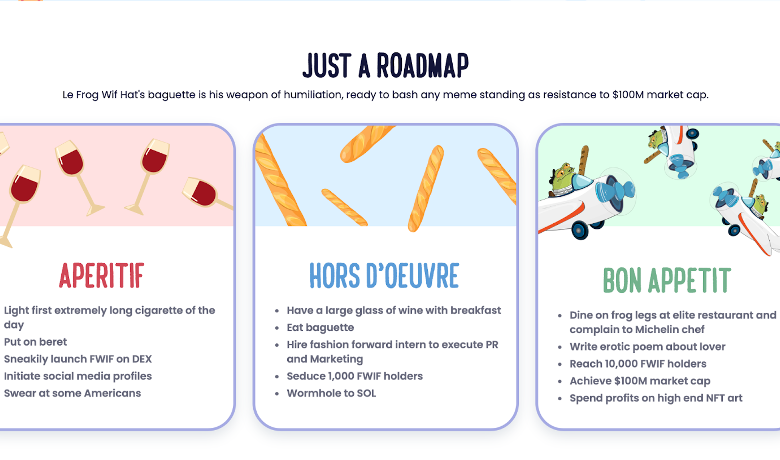 JUST A ROADMAP
Le Frog Wif Hat's baguette is his weapon of humiliation, ready to bash any meme standing as resistance to $100M market cap.
APERITIF
Light first extremely long cigarette of the
day
Put on beret
Sneakily launch FWIF on DEX
Initiate social media profiles
Swear at some Americans
HORS D'OEUVRE
Have a large glass of wine with breakfast
Eat baguette
Hire fashion forward intern to execute PR
and Marketing
Seduce 1,000 FWIF holders
Wormhole to SOL
BON APPETIT
Dine on frog legs at elite restaurant and
complain to Michelin chef
Write erotic poem about lover
Reach 10,000 FWIF holders
Achieve $100M market cap
Spend profits on high end NFT art